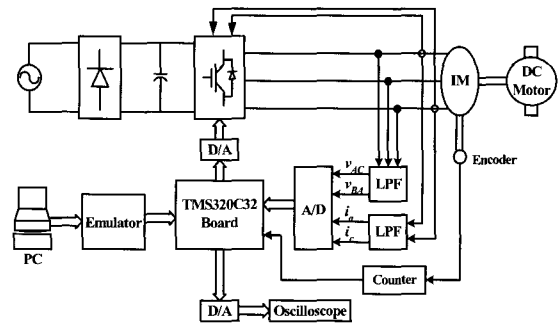 IM
DC
Motor
D/A
Encoder
v_AC
v_BA
LPF
TMS320C32
Board
A/D
Emulator
i_a
i_c
LPF
PC
Counter
D/A
Oscilloscope